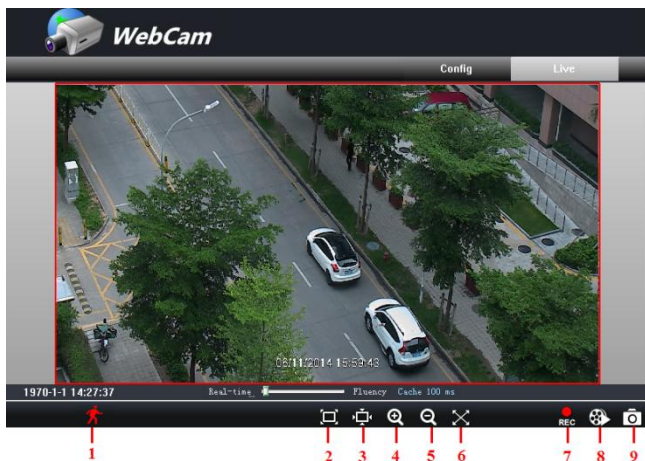 WebCam
Config Live
08/11/2014 15:59:43
1970-1-1 14:27:37 Real-time Fluency Cache 100 ms
REC
1 2 3 4 5 6 7 8 9